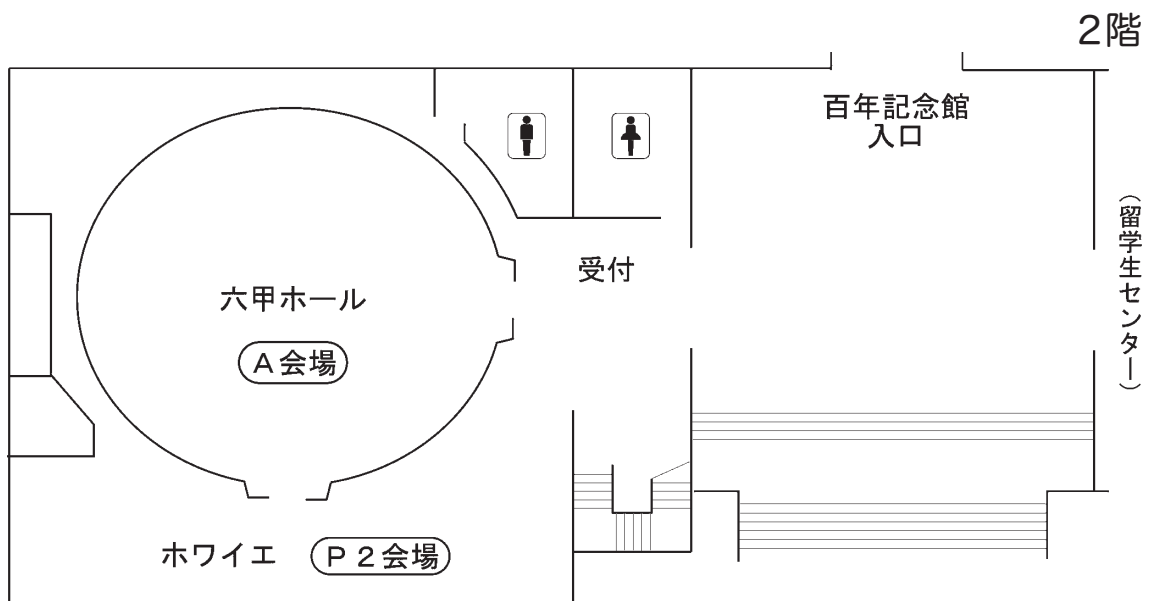 2階
百年記念館
入口
(留学生センター)
受付
六甲ホール
A会場
ホワイエ P2会場